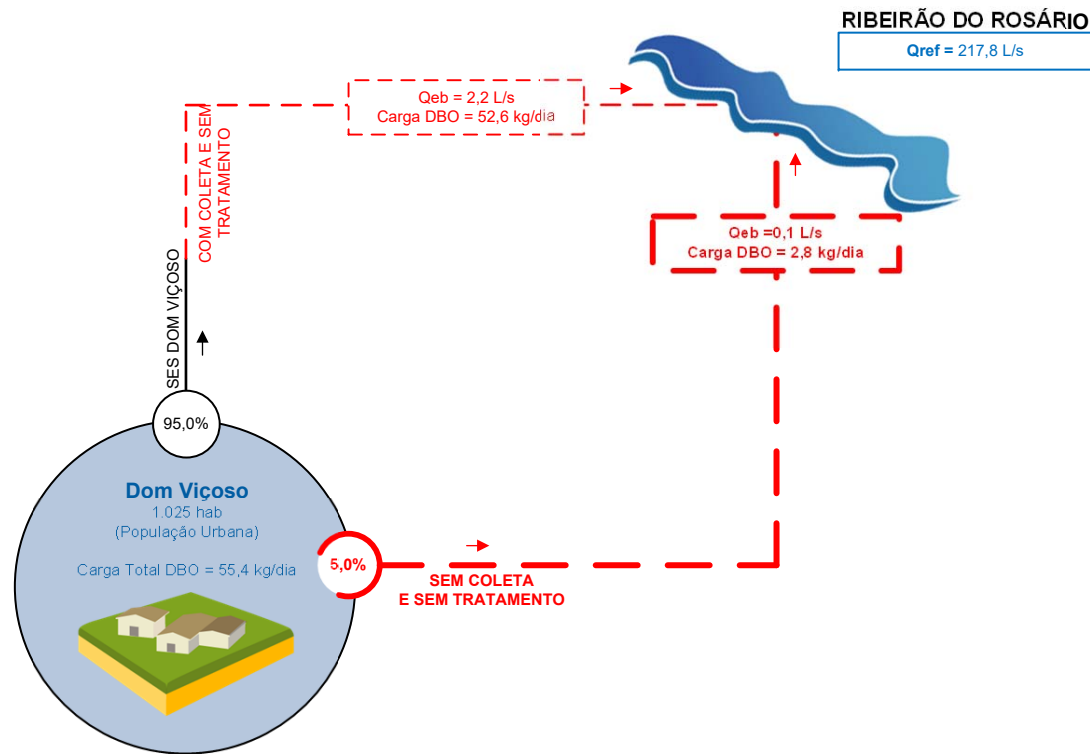 RIBEIRÃO DO ROSÁRIO
Qref = 217,8 L/s
Qeb = 2,2 L/s
Carga DBO = 52,6 kg/dia
COM COLETA E SEM
TRATAMENTO
Qeb =0,1 L/s
Carga DBO = 2,8 kg/dia
SES DOM VIÇOSO
95,0%
Dom Viçoso
1.025 hab
(População Urbana)
Carga Total DBO = 55,4 kg/dia
5,0%
SEM COLETA
E SEM TRATAMENTO